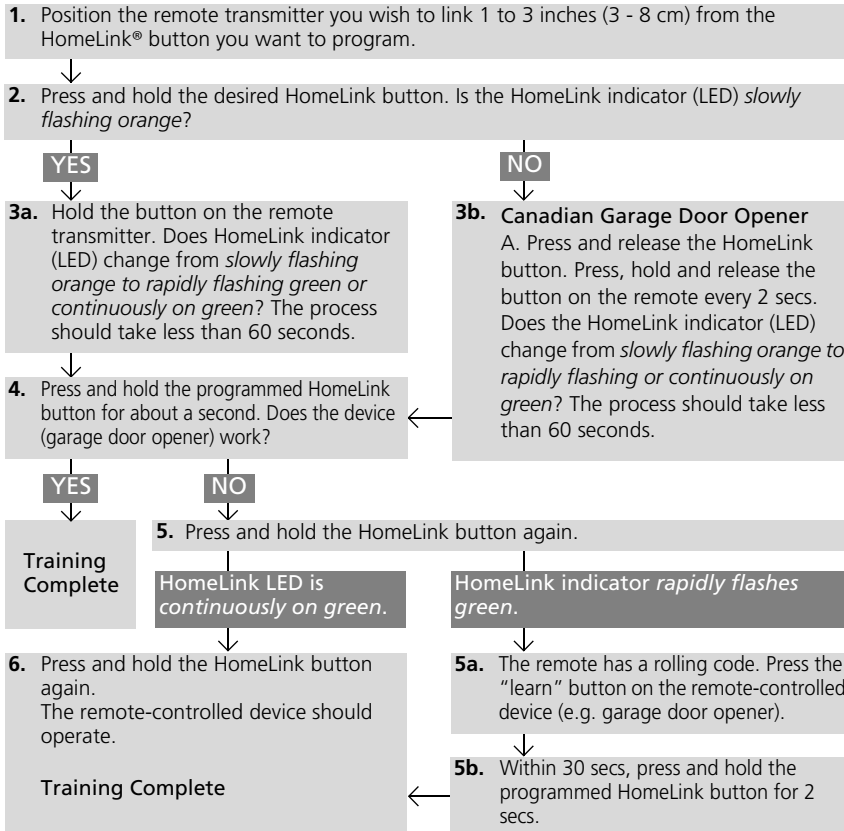 1. Position the remote transmitter you wish to link 1 to 3 inches (3 - 8 cm) from the
HomeLink® button you want to program.
2. Press and hold the desired HomeLink button. Is the HomeLink indicator (LED) slowly
flashing orange?
YES
NO
3a. Hold the button on the remote
transmitter. Does HomeLink indicator
(LED) change from slowly flashing
orange to rapidly flashing green or
continuously on green? The process
should take less than 60 seconds.
3b. Canadian Garage Door Opener
A. Press and release the HomeLink
button. Press, hold and release the
button on the remote every 2 secs.
Does the HomeLink indicator (LED)
change from slowly flashing orange to
rapidly flashing or continuously on
green? The process should take less
than 60 seconds.
4. Press and hold the programmed HomeLink
button for about a second. Does the device
(garage door opener) work?
YES
NO
Training
Complete
5. Press and hold the HomeLink button again.
HomeLink LED is
continuously on green.
HomeLink indicator rapidly flashes
green.
6. Press and hold the HomeLink button
again.
The remote-controlled device should
operate.
Training Complete
5a. The remote has a rolling code. Press the
“learn” button on the remote-controlled
device (e.g. garage door opener).
5b. Within 30 secs, press and hold the
programmed HomeLink button for 2
secs.